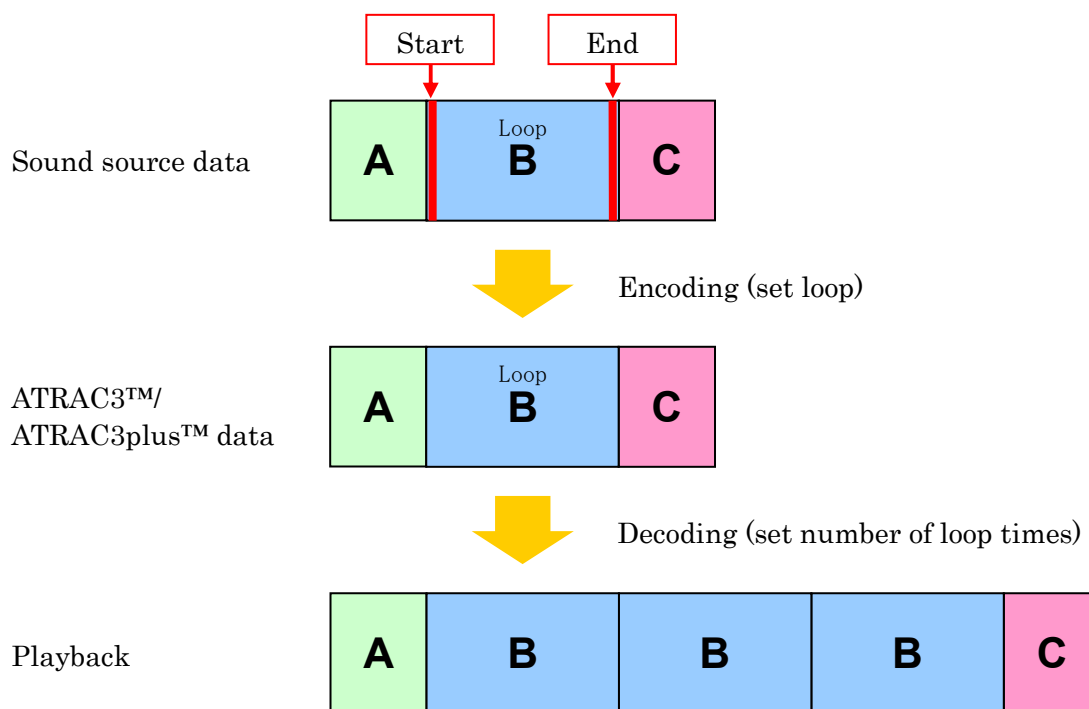 Start
End
Sound source data
A
Loop
B
C
Encoding (set loop)
ATRAC3™/
ATRAC3plus™ data
A
Loop
B
C
Decoding (set number of loop times)
Playback
A
B
B
B
C